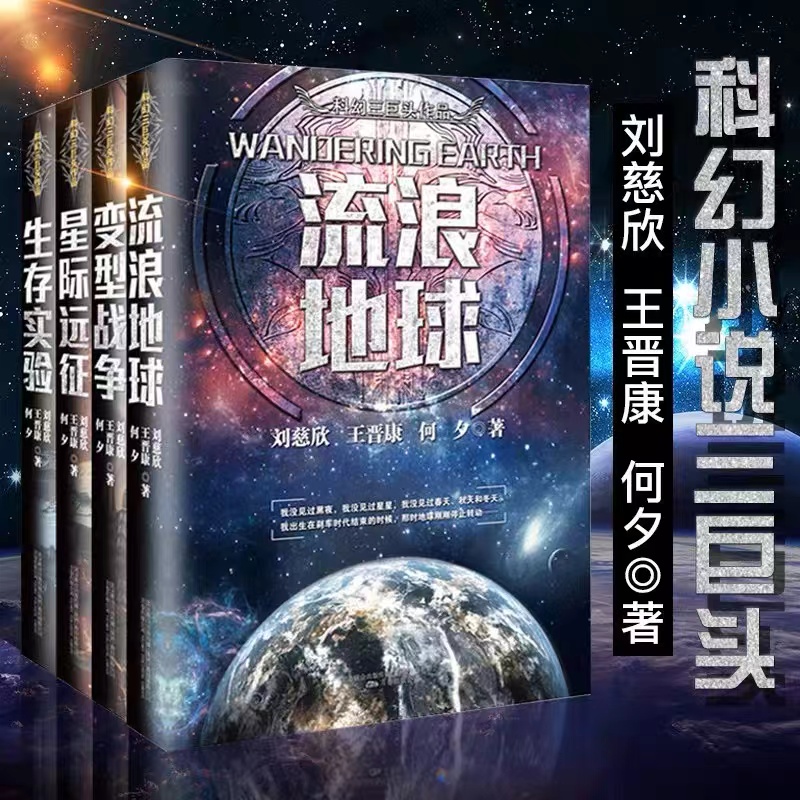 科幻三巨头作品
WANDERING EARTH
流浪
地球
刘慈欣 王晋康 何夕◎著
我没见过黑夜，我没见过星星，我没见过春天、秋天和冬天。
我出生在刹车时代结束的时候，那时地球刚刚停止转动——
流浪地球
刘慈欣
王晋康
何夕
◎著
变型战争
刘慈欣
王晋康
何夕
◎著
星际远征
刘慈欣
王晋康
何夕
◎著
生存实验
刘慈欣
王晋康
何夕
◎著
科幻小说三巨头
刘慈欣 王晋康 何夕◎著